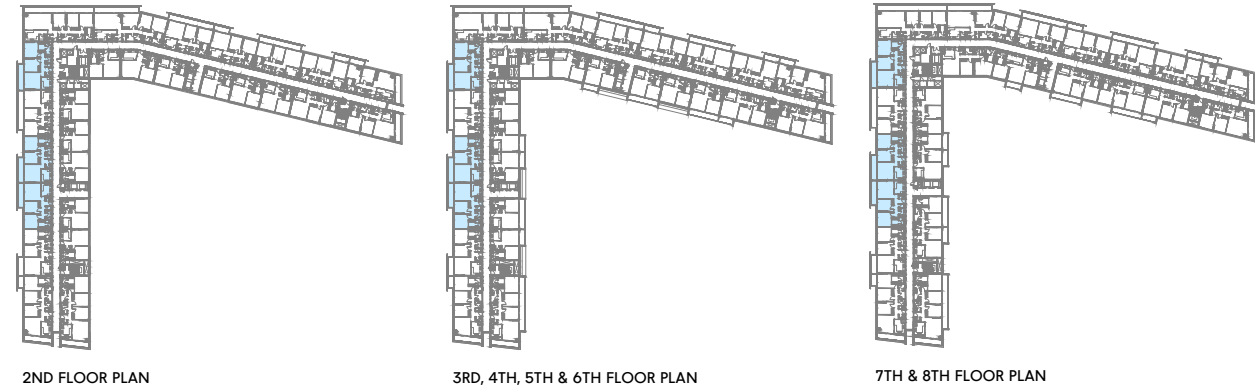 2ND FLOOR PLAN
3RD, 4TH, 5TH & 6TH FLOOR PLAN
7TH & 8TH FLOOR PLAN